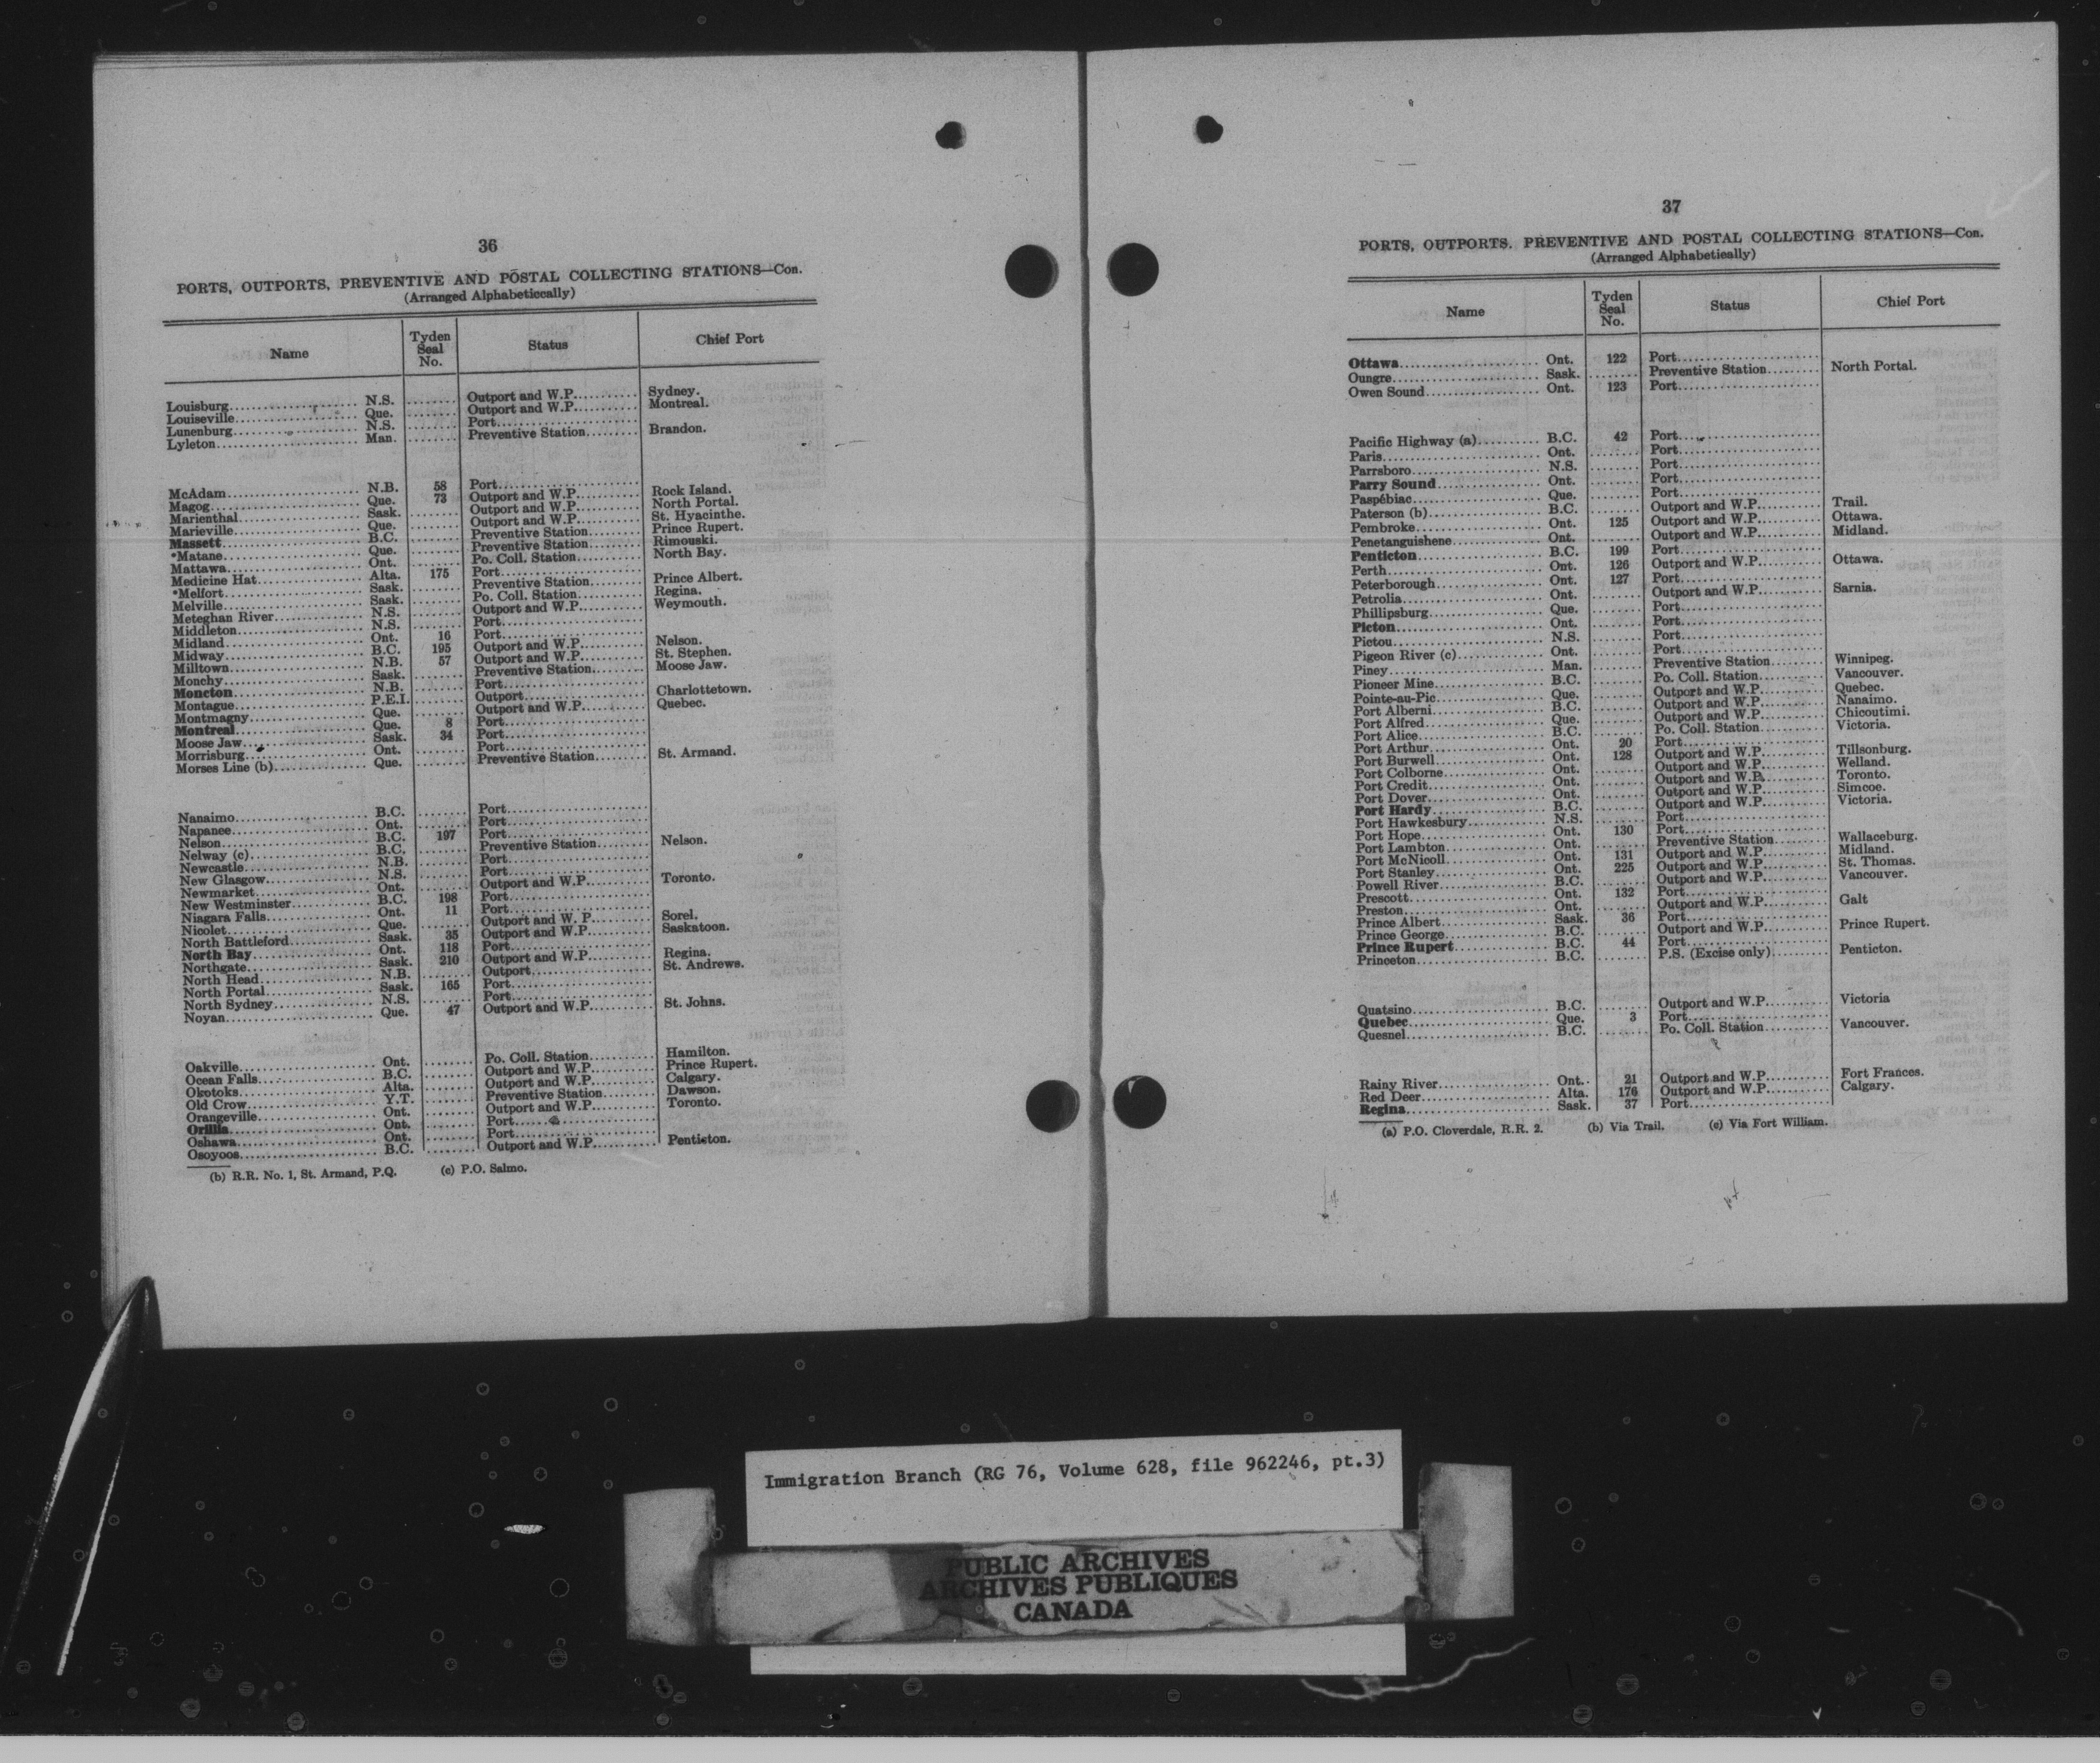 36
PORTS, OUTPORTS, PREVENTIVE AND POSTAL COLLECTING STATIONS—Con.
(Arranged Alphabeticcally)
Name Tyden Seal No. Status Chief Port
Louisburg N.S. Outport and W.P. Sydney.
Louiseville Que. Outport and W.P. Montreal.
Lunenburg N.S. Port
Lyleton Man. Preventive Station Brandon.
McAdam N.B. 58 Port
Magog Que. 73 Outport and W.P. Rock Island.
Marienthal Sask. Outport and W.P. North Portal.
Marieville Que. Outport and W.P. St. Hyacinthe.
Massett B.C. Preventive Station Prince Rupert.
*Matane Que. Preventive Station Rimouski.
Mattawa Ont. Po. Coll. Station North Bay.
Medicine Hat Alta. 175 Port
*Melfort Sask. Preventive Station Prince Albert.
Melville Sask. Po. Coll. Station Regina.
Meteghan River N.S. Outport and W.P. Weymouth.
Middleton N.S. Port
Midland Ont. 16 Port
Midway B.C. 195 Outport and W.P. Nelson.
Milltown N.B. 57 Outport and W.P. St. Stephen.
Monchy Sask. Preventive Station Moose Jaw.
Moncton N.B. Port
Montague P.E.I. Outport Charlottetown.
Montmagny Que. Outport and W.P. Quebec.
Montreal Que. 8 Port
Moose Jaw Sask. 34 Port
Morrisburg Ont. Port
Morses Line (b) Que. Preventive Station St. Armand.
Nanaimo B.C. Port
Napanee Ont. Port
Nelson B.C. 197 Port
Nelway (c) B.C. Preventive Station Nelson.
Newcastle N.B. Port
New Glasgow N.S. Port
Newmarket Ont. Outport and W.P. Toronto.
New Westminster B.C. 198 Port
Niagara Falls Ont. 11 Port
Nicolet Que. Outport and W. P. Sorel.
North Battleford Sask. 35 Outport and W.P. Saskatoon.
North Bay Ont. 118 Port
Northgate Sask. 210 Outport and W.P. Regina.
North Head N.B. Outport St. Andrews.
North Portal Sask. 165 Port
North Sydney N.S. Port
Noyan Que. 47 Outport and W.P. St. Johns.
Oakville Ont. Po. Coll. Station Hamilton.
Ocean Falls B.C. Outport and W.P. Prince Rupert.
Okotoks Alta. Outport and W.P. Calgary.
Old Crow Y.T. Preventive Station Dawson.
Orangeville Ont. Outport and W.P. Toronto.
Orillia Ont. Port
Oshawa Ont. Port
Osoyoos B.C. Outport and W.P. Penticton.
(b) R.R. No. 1, St. Armand, P.Q. (c) P.O. Salmo.
37
PORTS, OUTPORTS. PREVENTIVE AND POSTAL COLLECTING STATIONS—Con.
(Arranged Alphabetically)
Name Tyden Seal No. Status Chief Port
Ottawa Ont. 122 Port
Oungre Sask. Preventive Station North Portal.
Owen Sound Ont. 123 Port
Pacific Highway (a) B.C. 42 Port
Paris Ont. Port
Parrsboro N.S. Port
Parry Sound Ont. Port
Paspébiac Que. Port
Paterson (b) B.C. Outport and W.P. Trail.
Pembroke Ont. 125 Outport and W.P. Ottawa.
Penetanguishene Ont. Outport and W.P. Midland.
Penticton B.C. 199 Port
Perth Ont. 126 Outport and W.P. Ottawa.
Peterborough Ont. 127 Port
Petrolia Ont. Outport and W.P. Sarnia.
Phillipsburg Que. Port
Picton Ont. Port
Pictou N.S. Port
Pigeon River (c) Ont. Port
Piney Man. Preventive Station Winnipeg.
Pioneer Mine B.C. Po. Coll. Station Vancouver.
Pointe-au-Pic Que. Outport and W.P. Quebec.
Port Alberni B.C. Outport and W.P. Nanaimo.
Port Alfred Que. Outport and W.P. Chicoutimi.
Port Alice B.C. Po. Coll. Station Victoria.
Port Arthur Ont. 20 Port
Port Burwell Ont. 128 Outport and W.P. Tillsonburg.
Port Colborne Ont. Outport and W.P. Welland.
Port Credit Ont. Outport and W.P. Toronto.
Port Dover Ont. Outport and W.P. Simcoe.
Port Hardy B.C. Outport and W.P. Victoria.
Port Hawkesbury N.S. Port
Port Hope Ont. 130 Port
Port Lambton Ont. Preventive Station Wallaceburg.
Port McNicoll Ont. 131 Outport and W.P. Midland.
Port Stanley Ont. 225 Outport and W.P. St. Thomas.
Powell River B.C. Outport and W.P. Vancouver.
Prescott Ont. 132 Port
Preston Ont. Outport and W.P. Galt
Prince Albert Sask. 36 Port
Prince George B.C. Outport and W.P. Prince Rupert.
Prince Rupert B.C. 44 Port
Princeton B.C. P.S. (Excise only) Penticton.
Quatsino B.C. Outport and W.P. Victoria
Quebec Que. 3 Port
Quesnel B.C. Po. Coll. Station Vancouver.
Rainy River Ont. 21 Outport and W.P. Fort Frances.
Red Deer Alta. 176 Outport and W.P. Calgary.
Regina Sask. 37 Port
(a) P.O. Cloverdale, R.R. 2. (b) Via Trail. (c) Via Fort William.
Immigration Branch (RG 76, Volume 628, file 962246, pt.3)
PUBLIC ARCHIVES
ARCHIVES PUBLIQUES
CANADA